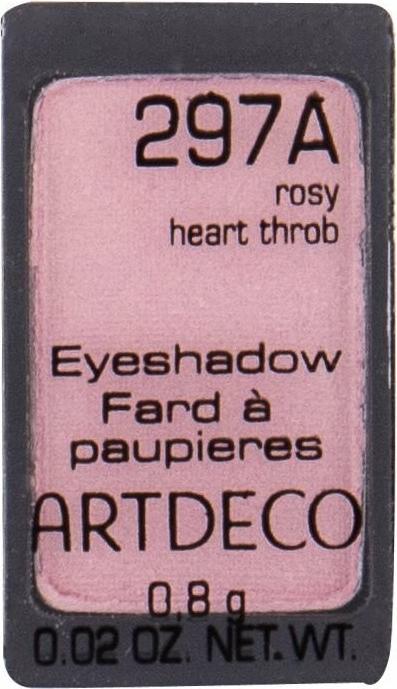 297A
rosy
heart throb
Eyeshadow
Fard à
paupieres
ARTDECO
0,8 g
0.02 OZ. NET.WT.